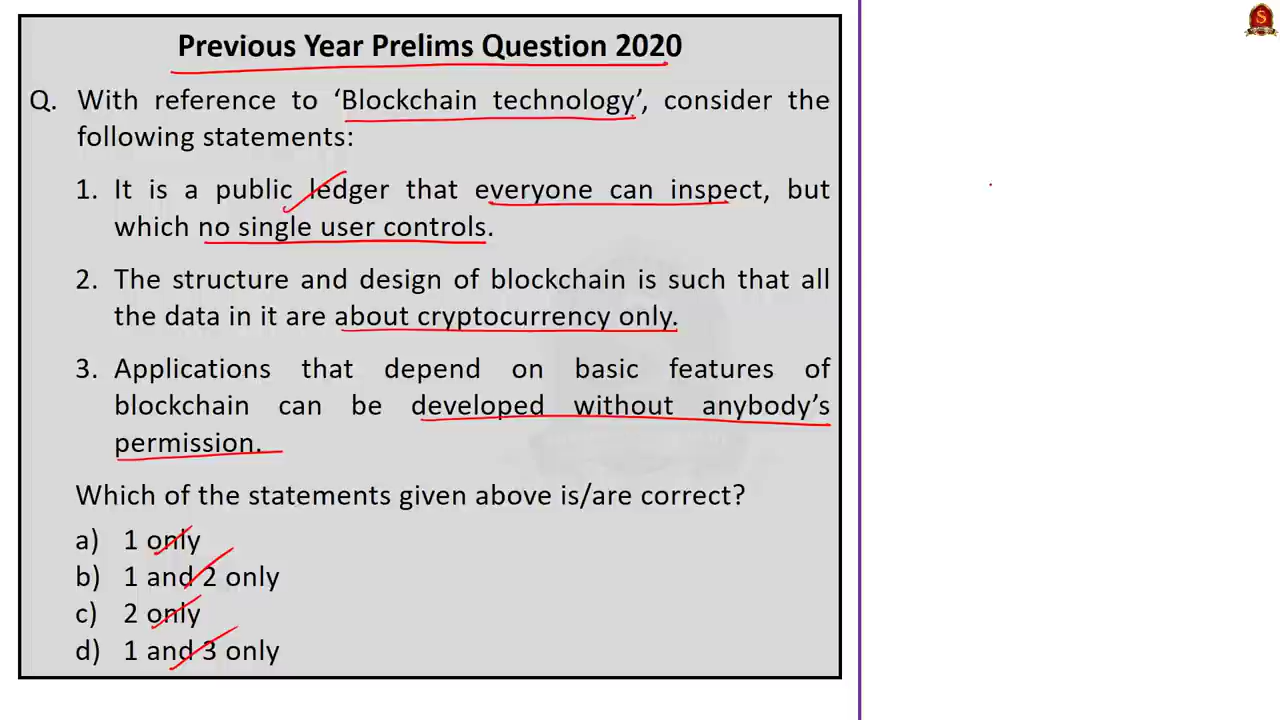 Previous Year Prelims Question 2020
Q. With reference to ‘Blockchain technology’, consider the
following statements:
1. It is a public ledger that everyone can inspect, but
which no single user controls.
2. The structure and design of blockchain is such that all
the data in it are about cryptocurrency only.
3. Applications that depend on basic features of
blockchain can be developed without anybody’s
permission.
Which of the statements given above is/are correct?
a) 1 only
b) 1 and 2 only
c) 2 only
d) 1 and 3 only